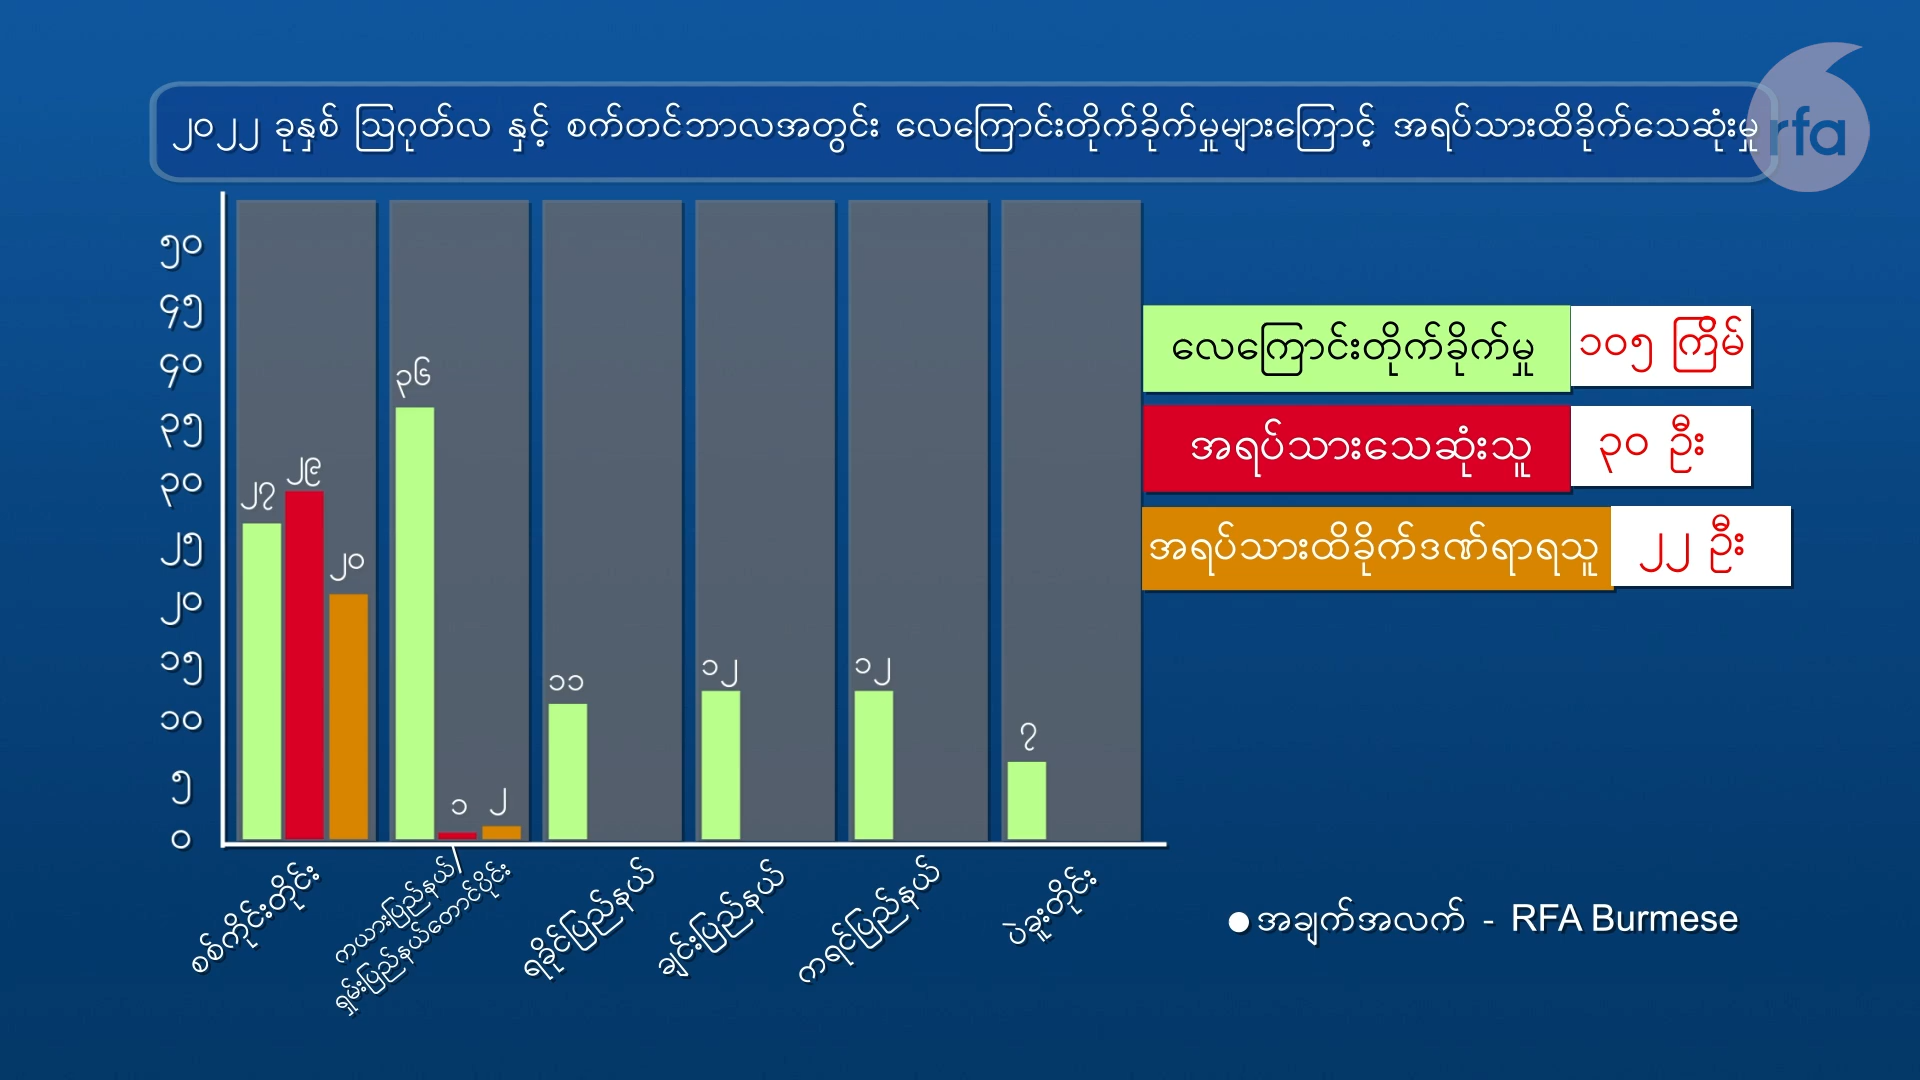 ၂၀၂၂ ခုနှစ် ဩဂုတ်လ နှင့် စက်တင်ဘာလအတွင်း လေကြောင်းတိုက်ခိုက်မှုများကြောင့် အရပ်သားထိခိုက်သေဆုံးမှု
rfa
၅၀
၄၅
၄၀
၃၅
၃၀
၂၅
၂၀
၁၅
၁၀
၅
၀
၂၇
၂၉
၂၀
၃၆
၁
၂
၁၁
၁၂
၁၂
၇
စစ်ကိုင်းတိုင်း
ကယားပြည်နယ်/
ရှမ်းပြည်နယ်တောင်ပိုင်း
ရခိုင်ပြည်နယ်
ချင်းပြည်နယ်
ကရင်ပြည်နယ်
ပဲခူးတိုင်း
လေကြောင်းတိုက်ခိုက်မှု ၁၀၅ ကြိမ်
အရပ်သားသေဆုံးသူ ၃၀ ဦး
အရပ်သားထိခိုက်ဒဏ်ရာရသူ ၂၂ ဦး
အချက်အလက် - RFA Burmese